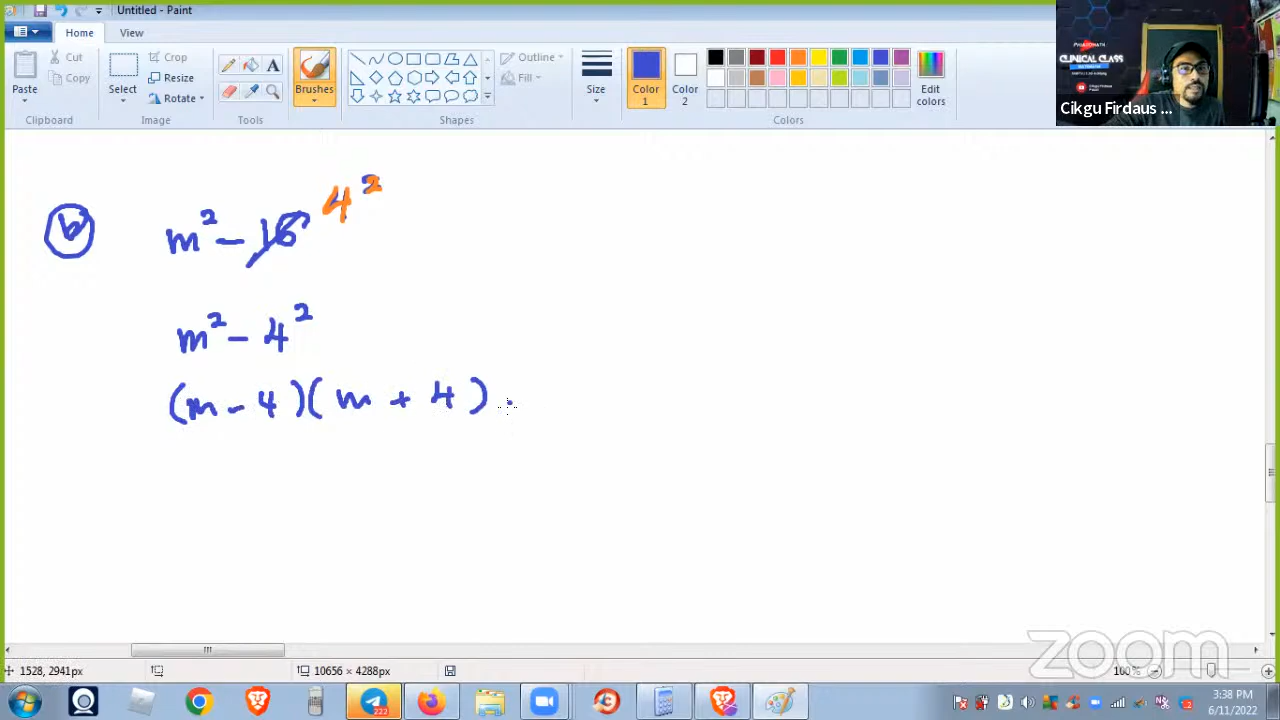 Untitled - Paint
Home
View
Paste
Cut
Copy
Clipboard
Select
Crop
Resize
Rotate
Image
Tools
Brushes
Shapes
Outline
Fill
Size
Color 1
Color 2
Edit colors
Colors
CLINICAL CLASS
Cikgu Firdaus ...
b
m² - 16 4²
m² - 4²
(m - 4)(m + 4)
zoom
1528, 2941px
10656 × 4288px
100%
222
3:38 PM
6/11/2022